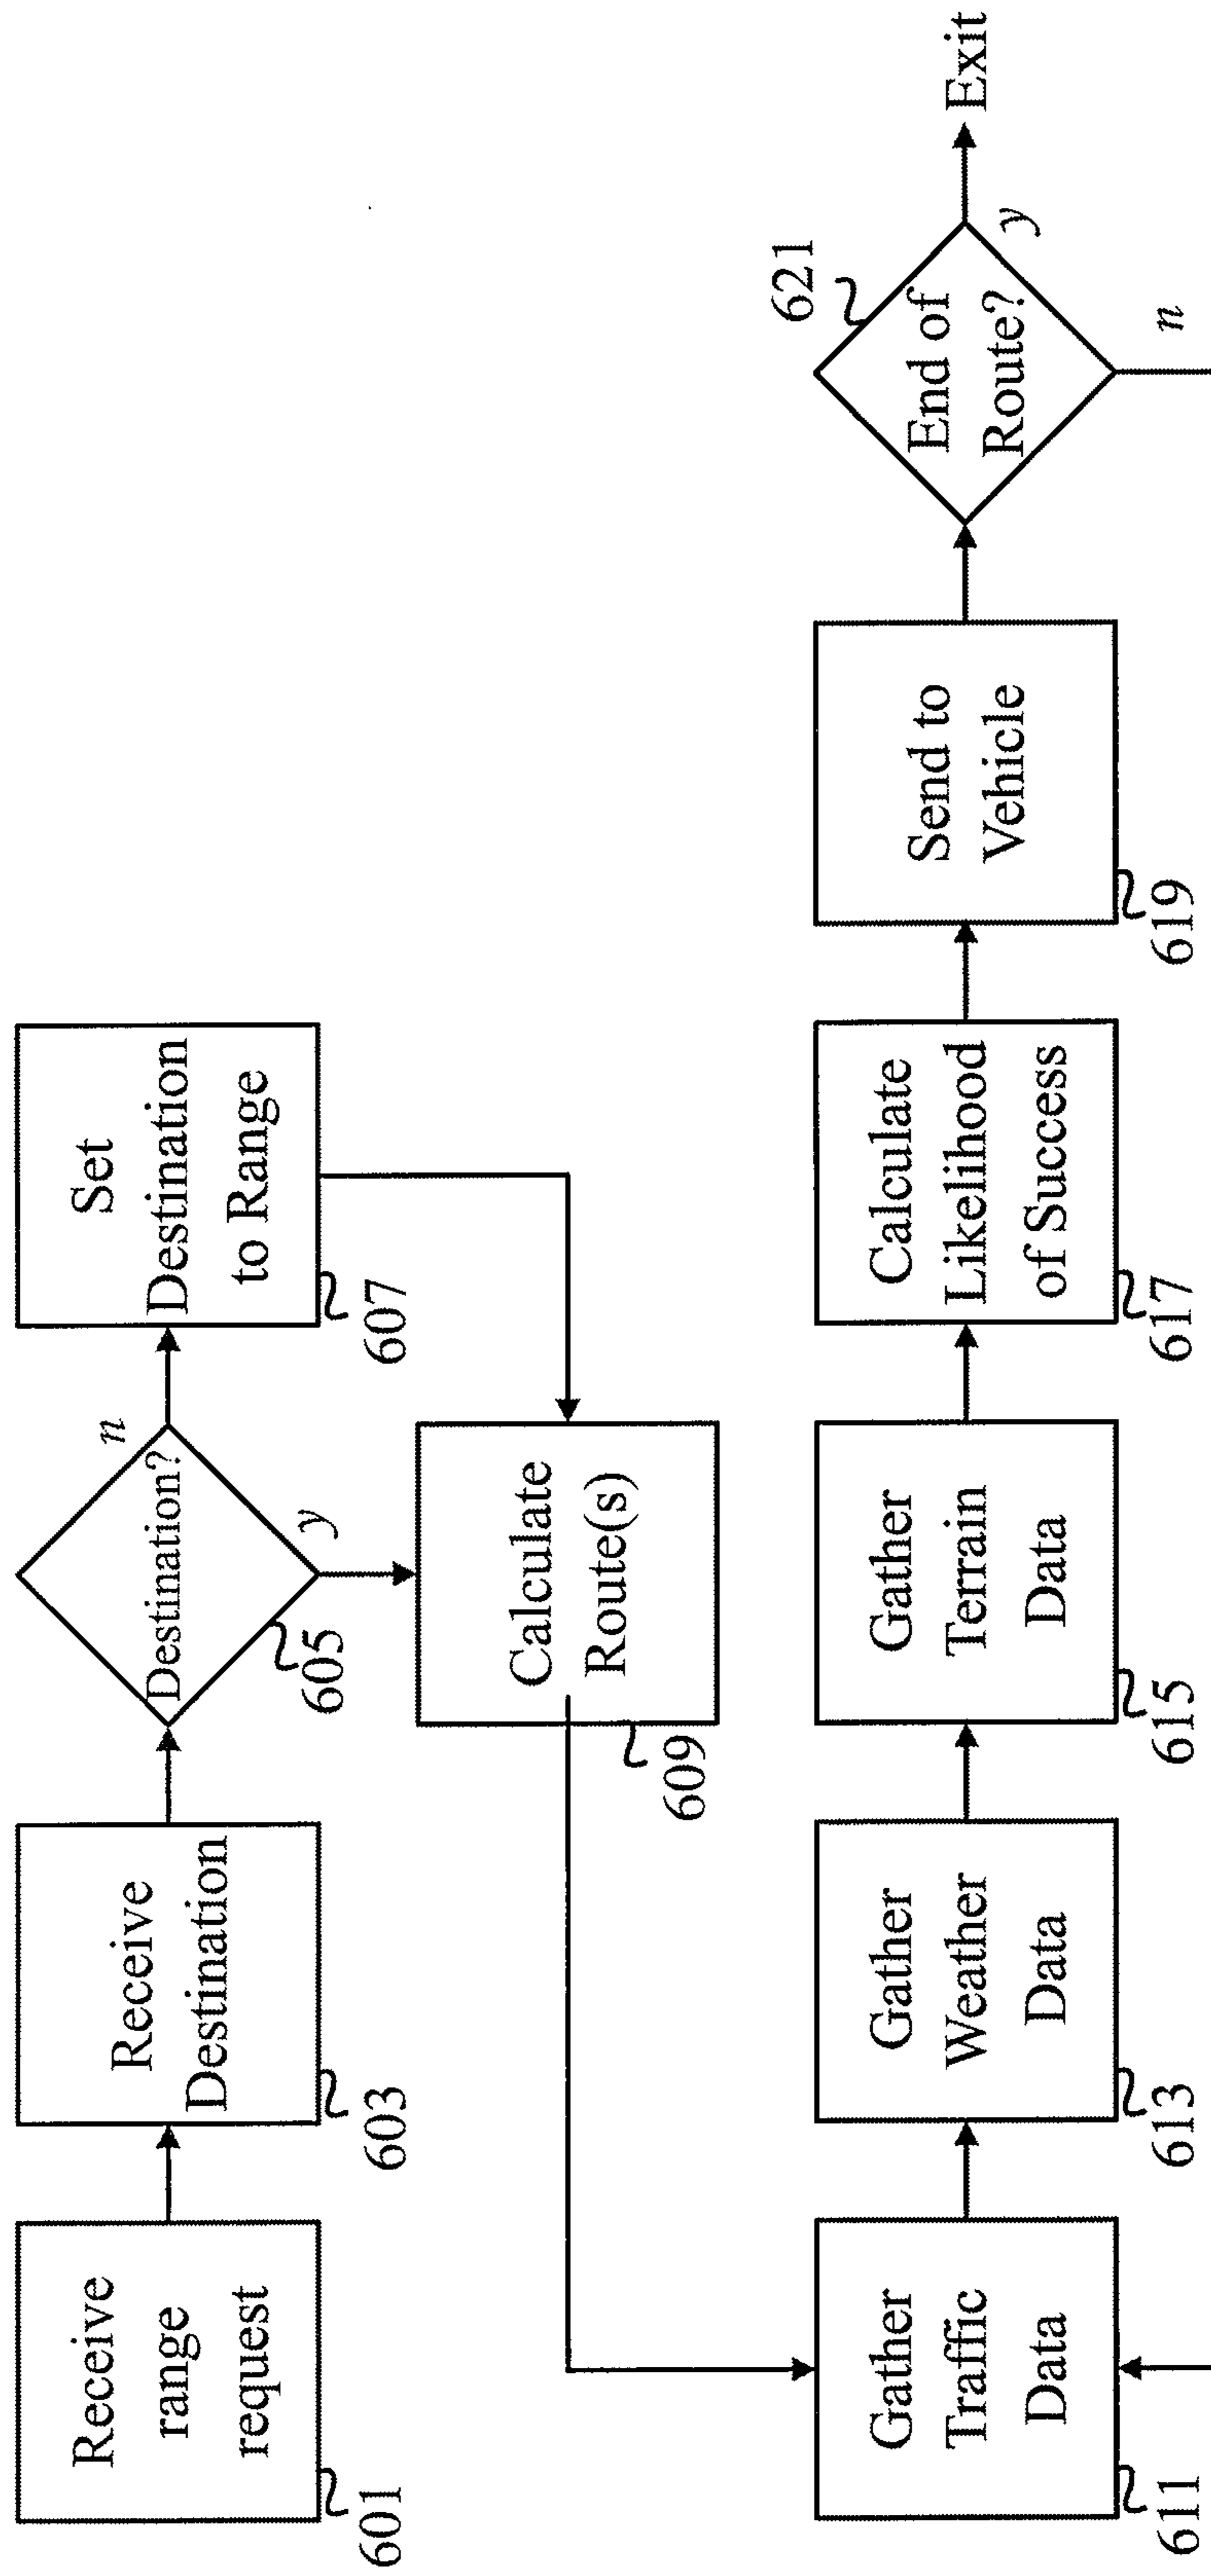 Receive
range
request
601
Receive
Destination
603
Destination?
605
n
y
Set
Destination
to Range
607
Calculate
Route(s)
609
Gather
Traffic
Data
611
Gather
Weather
Data
613
Gather
Terrain
Data
615
Calculate
Likelihood
of Success
617
Send to
Vehicle
619
End of
Route?
621
y
n
Exit